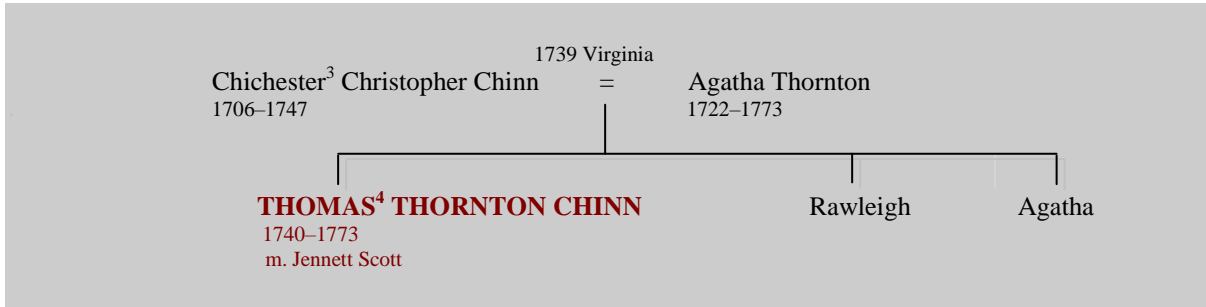 1739 Virginia
Chichester³ Christopher Chinn = Agatha Thornton
1706–1747 1722–1773
THOMAS⁴ THORNTON CHINN Rawleigh Agatha
1740–1773
m. Jennett Scott